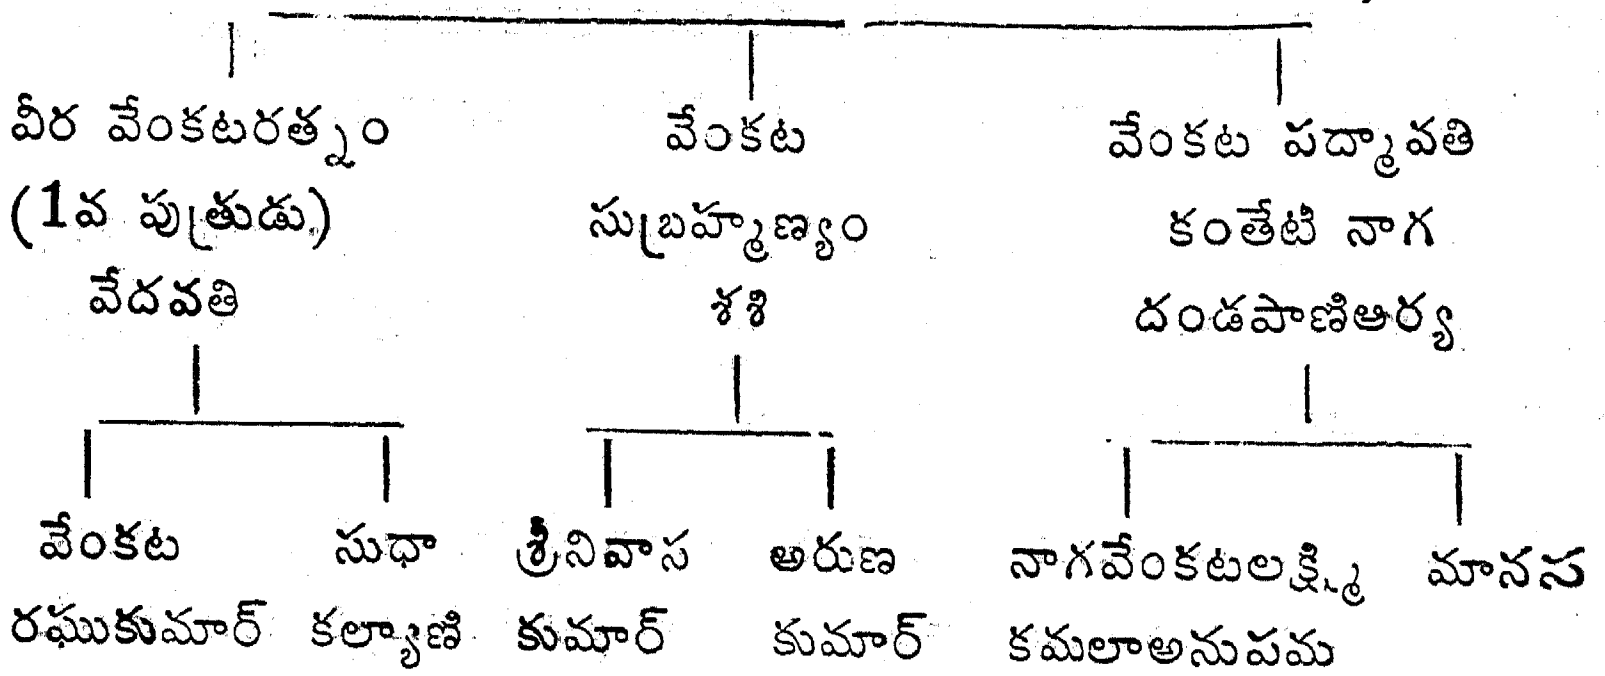 వీర వేంకటరత్నం
(1వ పుత్రుడు)
వేదవతి
వేంకట
సుబ్రహ్మణ్యం
శశి
వేంకట పద్మావతి
కంతేటి నాగ
దండపాణిఆర్య
వేంకట
రఘుకుమార్
సుధా
కల్యాణి
శ్రీనివాస
కుమార్
అరుణ
కుమార్
నాగవేంకటలక్ష్మి
కమలాఅనుపమ
మానస